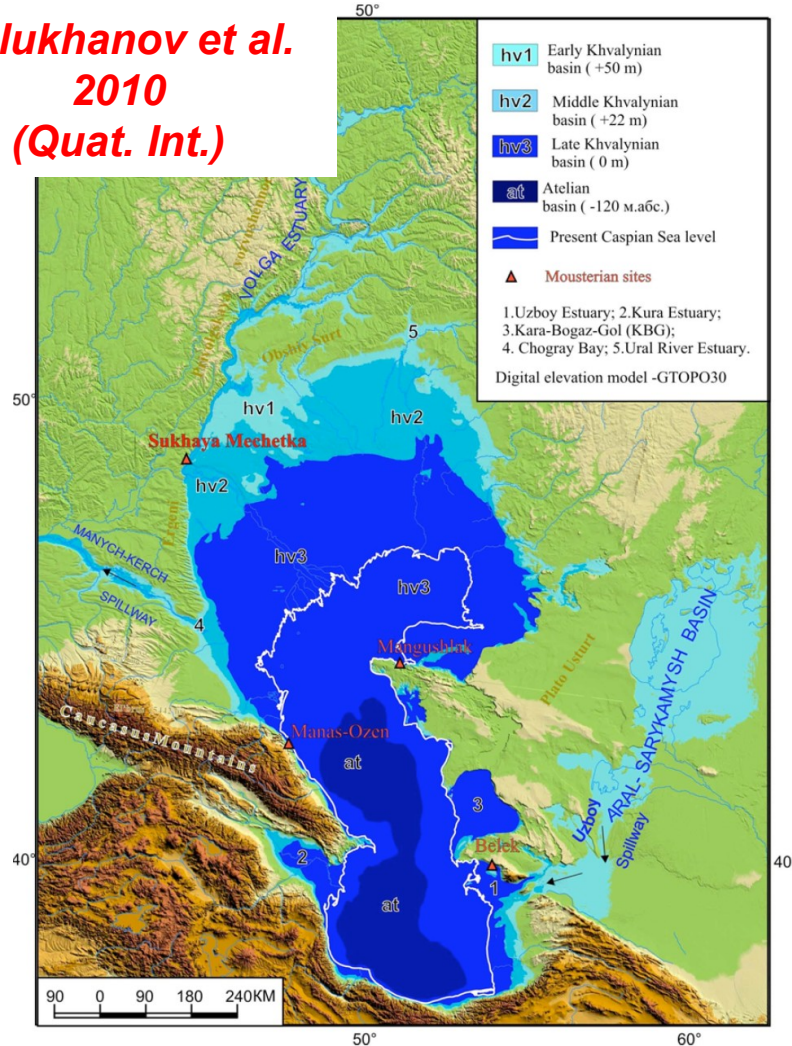 lukhanov et al.
2010
(Quat. Int.)
50°
hv1 Early Khvalynian
basin ( +50 m)
hv2 Middle Khvalynian
basin ( +22 m)
hv3 Late Khvalynian
basin ( 0 m)
at Atelian
basin ( -120 м.абс.)
Present Caspian Sea level
Mousterian sites
1.Uzboy Estuary; 2.Kura Estuary;
3.Kara-Bogaz-Gol (KBG);
4. Chogray Bay; 5.Ural River Estuary.
Digital elevation model -GTOPO30
VOLGA ESTUARY
5
Obshiy Surt
50°
hv1
hv2
Sukhaya Mechetka
hv2
Ergeni
MANYCH-KERCH
SPILLWAY
hv3
hv3
4
Mangushlak
Plato Usturt
ARAL- SARYKAMYSH BASIN
Caucasus Mountains
Manas-Ozen
at
3
Uzboy
Spillway
Belek
40°
40
2
1
at
90 0 90 180 240KM
50°
60°